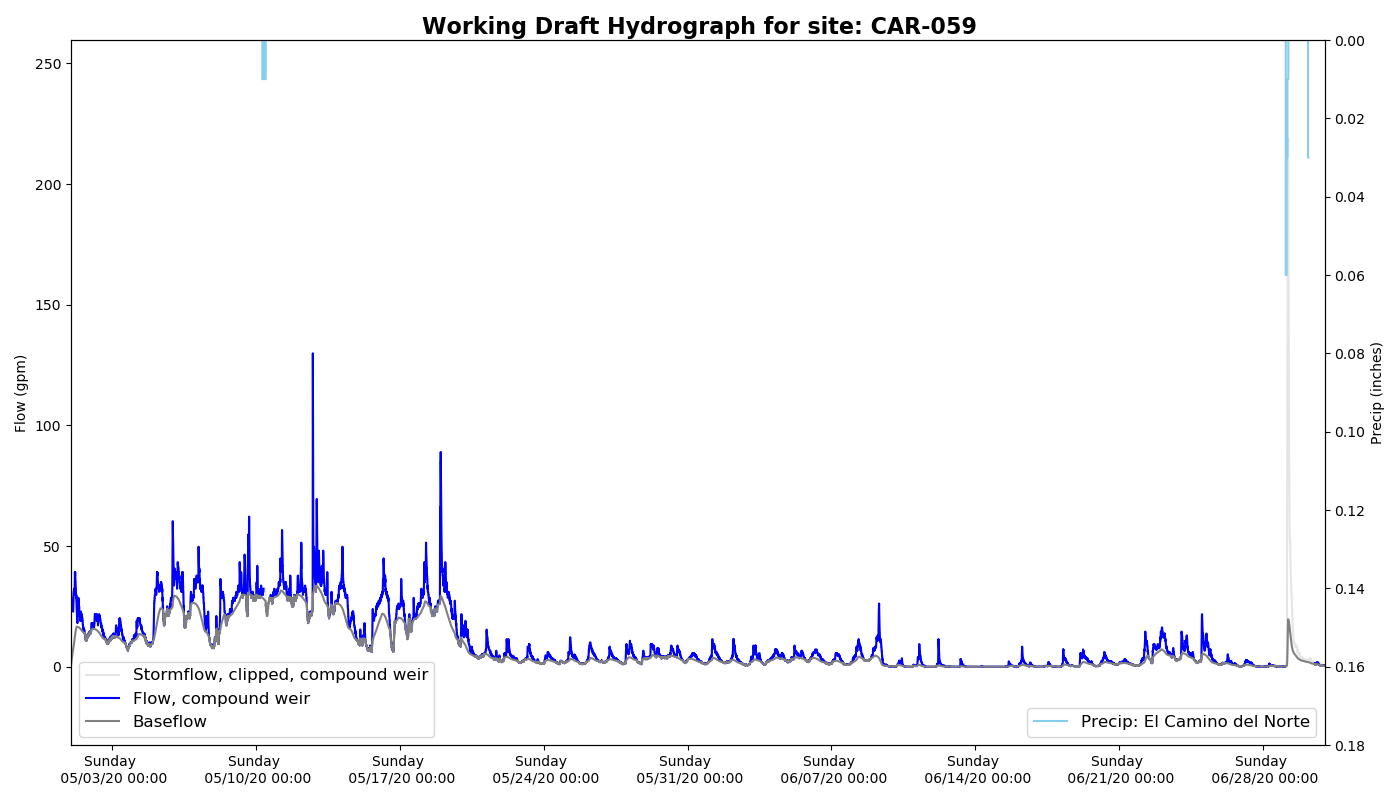 Working Draft Hydrograph for site: CAR-059
Flow (gpm)
250
200
150
100
50
0
0.00
0.02
0.04
0.06
0.08
0.10
0.12
0.14
0.16
0.18
Precip (inches)
Stormflow, clipped, compound weir
Flow, compound weir
Baseflow
Precip: El Camino del Norte
Sunday
05/03/20 00:00
Sunday
05/10/20 00:00
Sunday
05/17/20 00:00
Sunday
05/24/20 00:00
Sunday
05/31/20 00:00
Sunday
06/07/20 00:00
Sunday
06/14/20 00:00
Sunday
06/21/20 00:00
Sunday
06/28/20 00:00